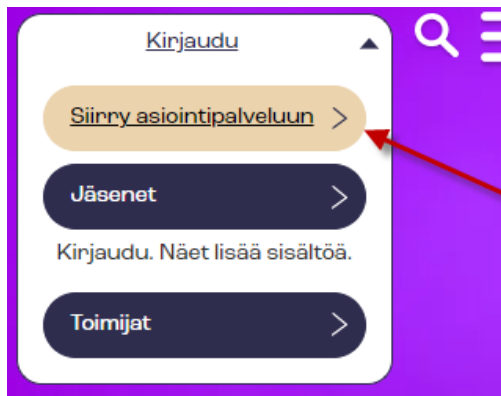 Kirjaudu
Siirry asiointipalveluun
Jäsenet
Kirjaudu. Näet lisää sisältöä.
Toimijat